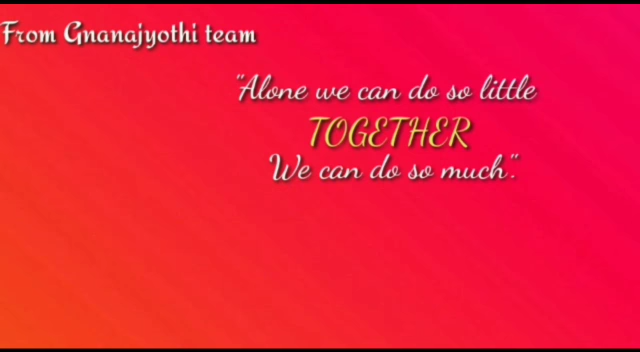 From Gnanajyothi team
"Alone we can do so little
TOGETHER
We can do so much".